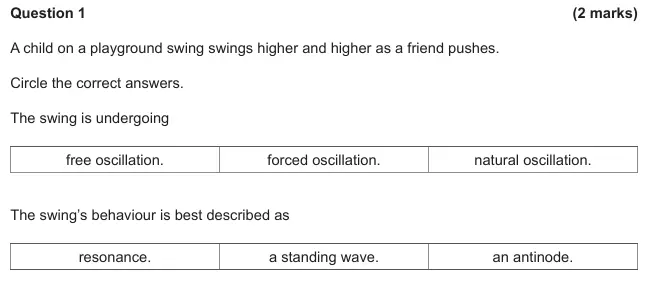 Question 1 (2 marks)
A child on a playground swing swings higher and higher as a friend pushes.
Circle the correct answers.
The swing is undergoing
free oscillation. forced oscillation. natural oscillation.
The swing's behaviour is best described as
resonance. a standing wave. an antinode.